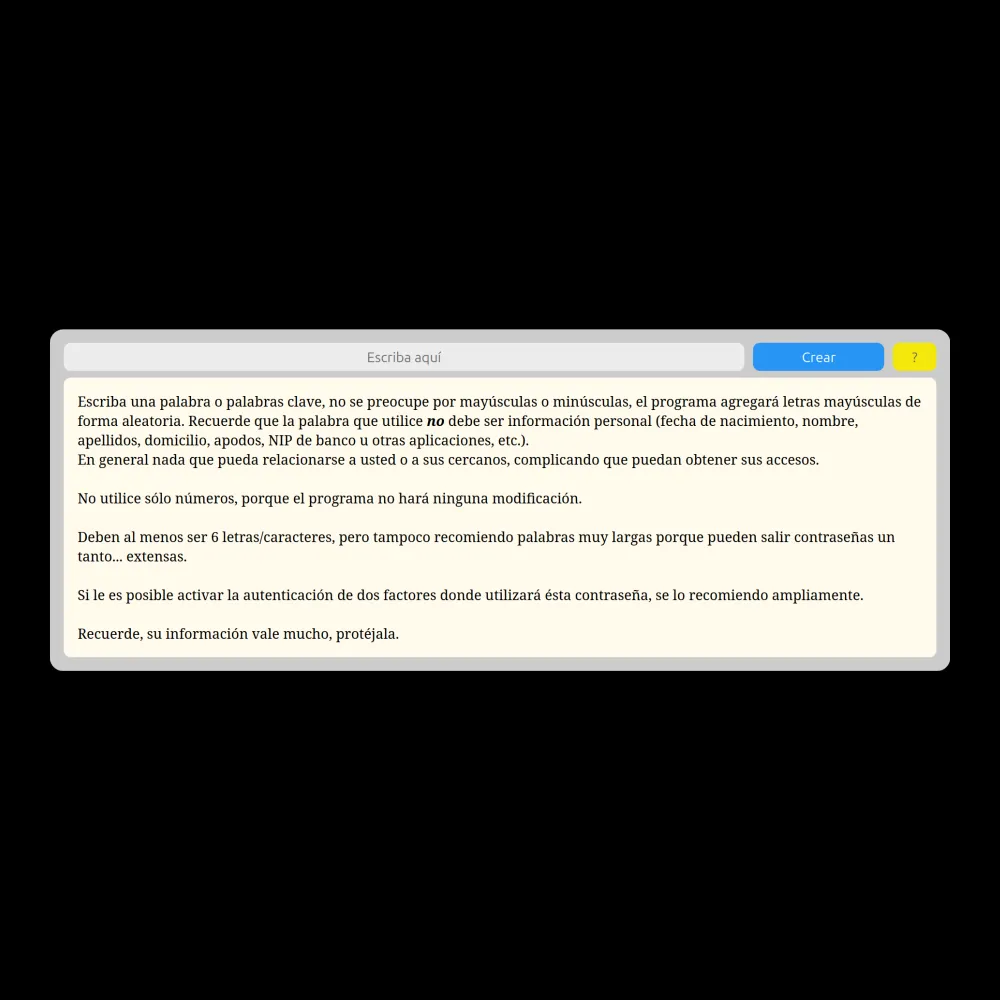 Escriba aquí
Crear
?
Escriba una palabra o palabras clave, no se preocupe por mayúsculas o minúsculas, el programa agregará letras mayúsculas de
forma aleatoria. Recuerde que la palabra que utilice no debe ser información personal (fecha de nacimiento, nombre,
apellidos, domicilio, apodos, NIP de banco u otras aplicaciones, etc.).
En general nada que pueda relacionarse a usted o a sus cercanos, complicando que puedan obtener sus accesos.
No utilice sólo números, porque el programa no hará ninguna modificación.
Deben al menos ser 6 letras/caracteres, pero tampoco recomiendo palabras muy largas porque pueden salir contraseñas un
tanto... extensas.
Si le es posible activar la autenticación de dos factores donde utilizará ésta contraseña, se lo recomiendo ampliamente.
Recuerde, su información vale mucho, protéjala.